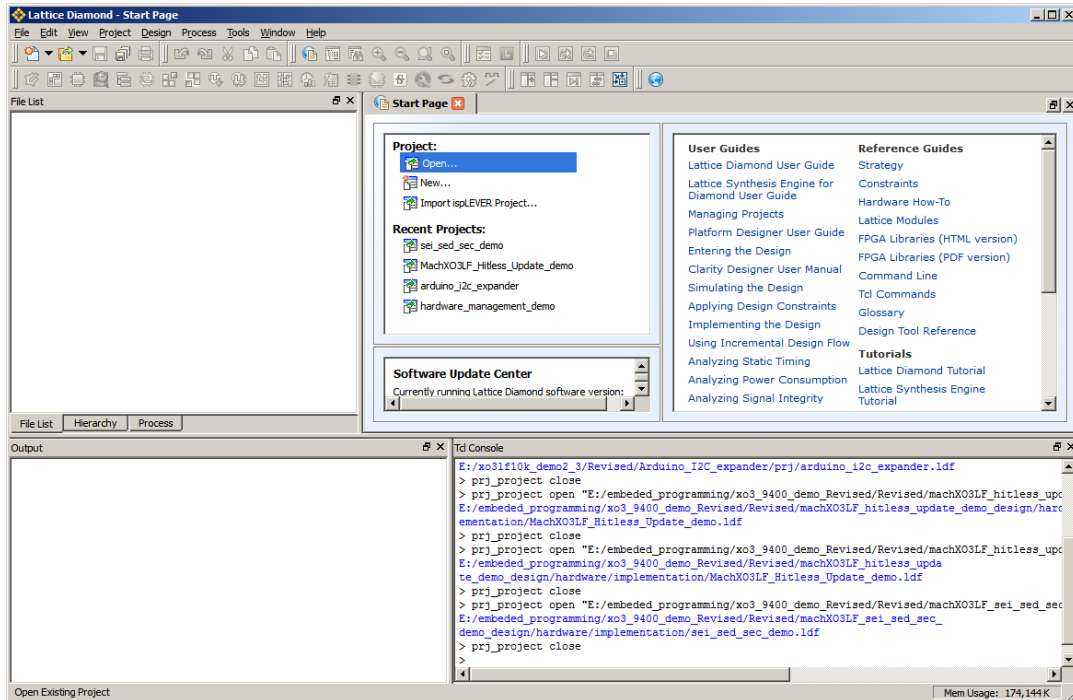 Lattice Diamond - Start Page
File Edit View Project Design Process Tools Window Help
File List
Start Page
Project:
Open...
New...
Import ispLEVER Project...
Recent Projects:
sei_sed_sec_demo
MachXO3LF_Hitless_Update_demo
arduino_i2c_expander
hardware_management_demo
Software Update Center
Currently running Lattice Diamond software version:
User Guides
Lattice Diamond User Guide
Lattice Synthesis Engine for
Diamond User Guide
Managing Projects
Platform Designer User Guide
Entering the Design
Clarity Designer User Manual
Simulating the Design
Applying Design Constraints
Implementing the Design
Using Incremental Design Flow
Analyzing Static Timing
Analyzing Power Consumption
Analyzing Signal Integrity
Reference Guides
Strategy
Constraints
Hardware How-To
Lattice Modules
FPGA Libraries (HTML version)
FPGA Libraries (PDF version)
Command Line
Tcl Commands
Glossary
Design Tool Reference
Tutorials
Lattice Diamond Tutorial
Lattice Synthesis Engine
Tutorial
File List Hierarchy Process
Output
Tcl Console
E:/xo3lf10k_demo2_3/Revised/Arduino_I2C_expander/prj/arduino_i2c_expander.ldf
> prj_project close
> prj_project open "E:/embeded_programming/xo3_9400_demo_Revised/Revised/machXO3LF_hitless_upd
E:/embeded_programming/xo3_9400_demo_Revised/Revised/machXO3LF_hitless_update_demo_design/hard
ementation/MachXO3LF_Hitless_Update_demo.ldf
> prj_project close
> prj_project open "E:/embeded_programming/xo3_9400_demo_Revised/Revised/machXO3LF_hitless_upd
E:/embeded_programming/xo3_9400_demo_Revised/Revised/machXO3LF_hitless_upda
te_demo_design/hardware/implementation/MachXO3LF_Hitless_Update_demo.ldf
> prj_project close
> prj_project open "E:/embeded_programming/xo3_9400_demo_Revised/Revised/machXO3LF_sei_sed_sec
E:/embeded_programming/xo3_9400_demo_Revised/Revised/machXO3LF_sei_sed_sec_
demo_design/hardware/implementation/sei_sed_sec_demo.ldf
> prj_project close
>
Open Existing Project
Mem Usage: 174,144 K